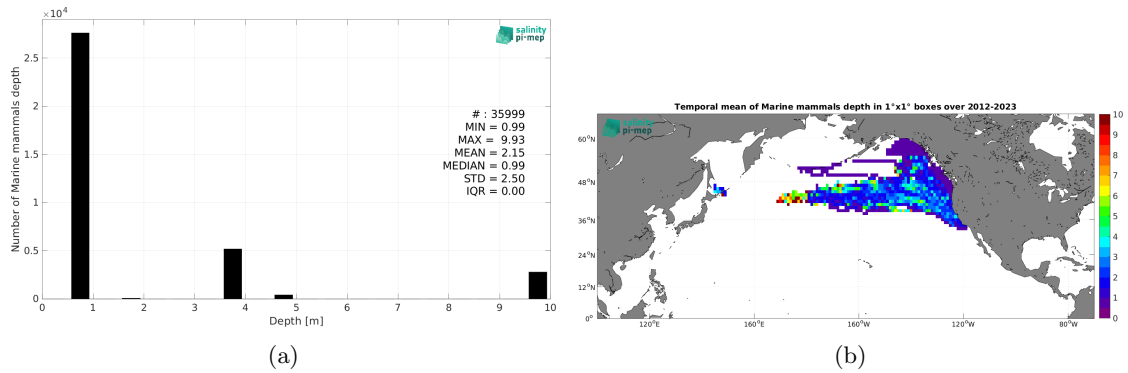 ×10⁴
Number of Marine mammals depth
2.5
2
1.5
1
0.5
0
salinity
pi-mep
# : 35999
MIN = 0.99
MAX = 9.93
MEAN = 2.15
MEDIAN = 0.99
STD = 2.50
IQR = 0.00
0 1 2 3 4 5 6 7 8 9 10
Depth [m]
(a)
Temporal mean of Marine mammals depth in 1°x1° boxes over 2012-2023
salinity
pi-mep
60°N
48°N
36°N
24°N
12°N
0°
120°E 160°E 160°W 120°W 80°W
10
9
8
7
6
5
4
3
2
1
0
(b)